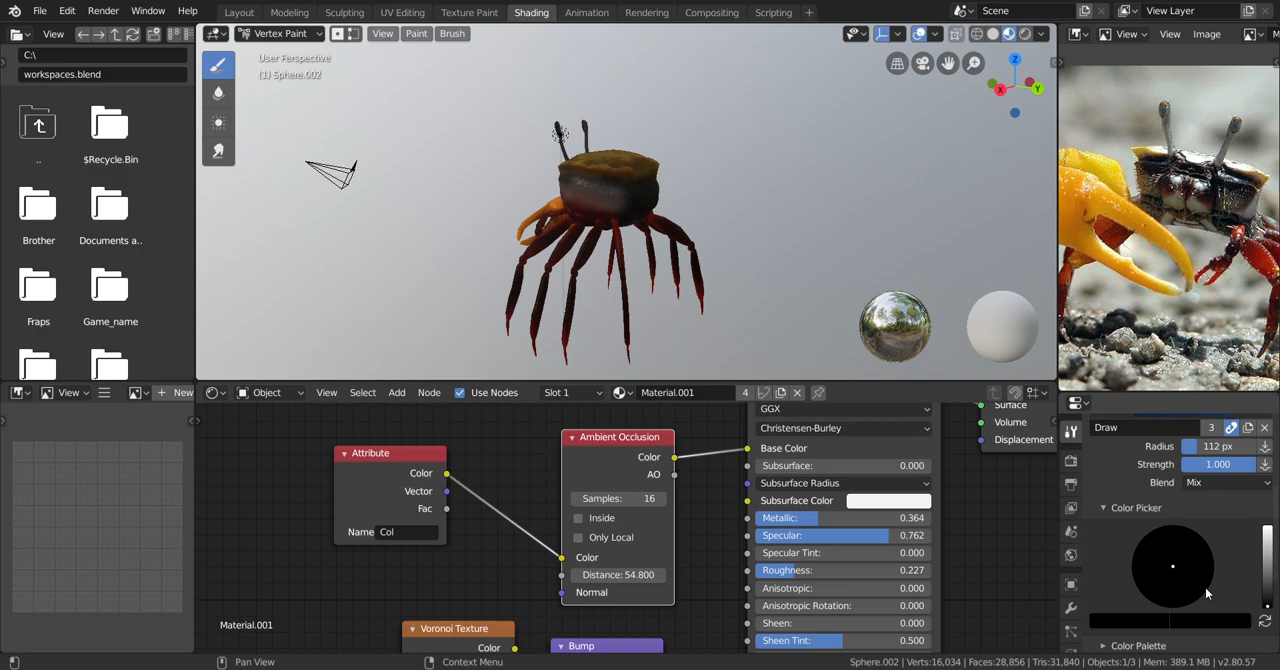 File Edit Render Window Help
Layout Modeling Sculpting UV Editing Texture Paint Shading Animation Rendering Compositing Scripting +
Scene View Layer
View
C:\
workspaces.blend
..
$Recycle.Bin
Brother
Documents a..
Fraps
Game_name
Vertex Paint View Paint Brush
User Perspective
(1) Sphere.002
X Y Z
View View Image
View New
Object View Select Add Node Use Nodes Slot 1 Material.001 4
Attribute
Color
Vector
Fac
Name: Col
Ambient Occlusion
Color
AO
Samples: 16
Inside
Only Local
Color
Distance: 54.800
Normal
Voronoi Texture
Color
Bump
Material.001
GGX
Christensen-Burley
Base Color
Subsurface: 0.000
Subsurface Radius
Subsurface Color
Metallic: 0.364
Specular: 0.762
Specular Tint: 0.000
Roughness: 0.227
Anisotropic: 0.000
Anisotropic Rotation: 0.000
Sheen: 0.000
Sheen Tint: 0.500
Surface
Volume
Displacement
Draw 3
Radius 112 px
Strength 1.000
Blend Mix
Color Picker
Color Palette
Pan View
Context Menu
Sphere.002 | Verts:16,034 | Faces:28,856 | Tris:31,840 | Objects:1/3 | Mem: 389.1 MB | v2.80.57